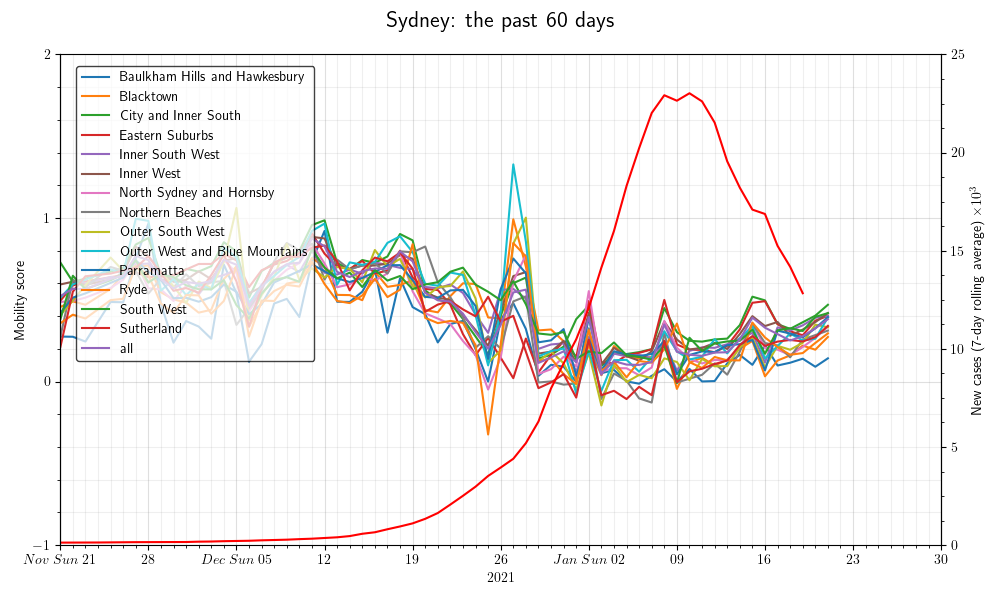 Sydney: the past 60 days
Mobility score
2
1
0
−1
Baulkham Hills and Hawkesbury
Blacktown
City and Inner South
Eastern Suburbs
Inner South West
Inner West
North Sydney and Hornsby
Northern Beaches
Outer South West
Outer West and Blue Mountains
Parramatta
Ryde
South West
Sutherland
all
25
20
15
10
5
0
New cases (7-day rolling average) ×10³
Nov Sun 21 28 Dec Sun 05 12 19 26 Jan Sun 02 09 16 23 30
2021